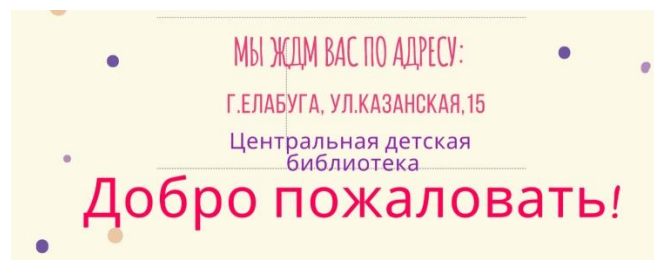 МЫ ЖДМ ВАС ПО АДРЕСУ:
Г.ЕЛАБУГА, УЛ.КАЗАНСКАЯ,15
Центральная детская
библиотека
Добро пожаловать!